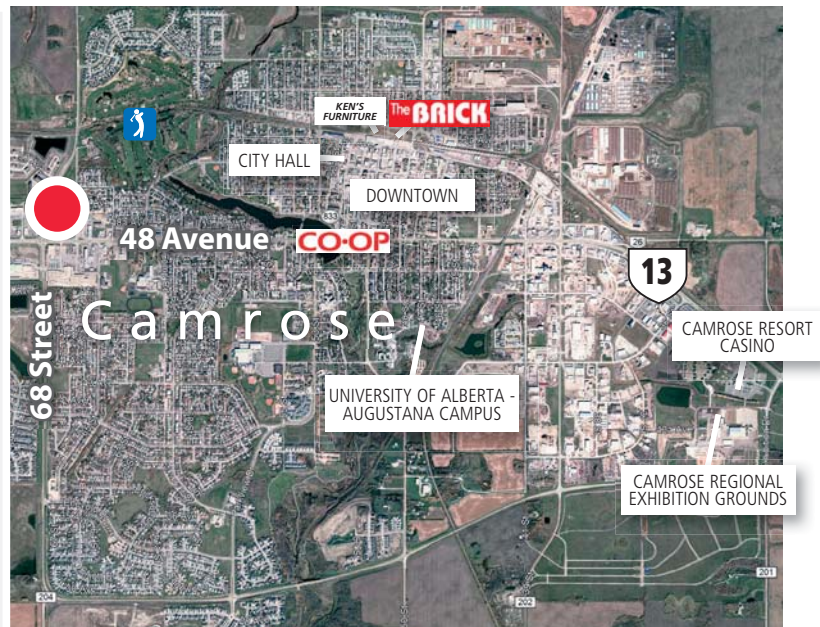 KEN'S
FURNITURE
The BRICK
CITY HALL
DOWNTOWN
833
48 Avenue
CO-OP
26
13
68 Street
Camrose
CAMROSE RESORT
CASINO
UNIVERSITY OF ALBERTA -
AUGUSTANA CAMPUS
CAMROSE REGIONAL
EXHIBITION GROUNDS
204
202
201